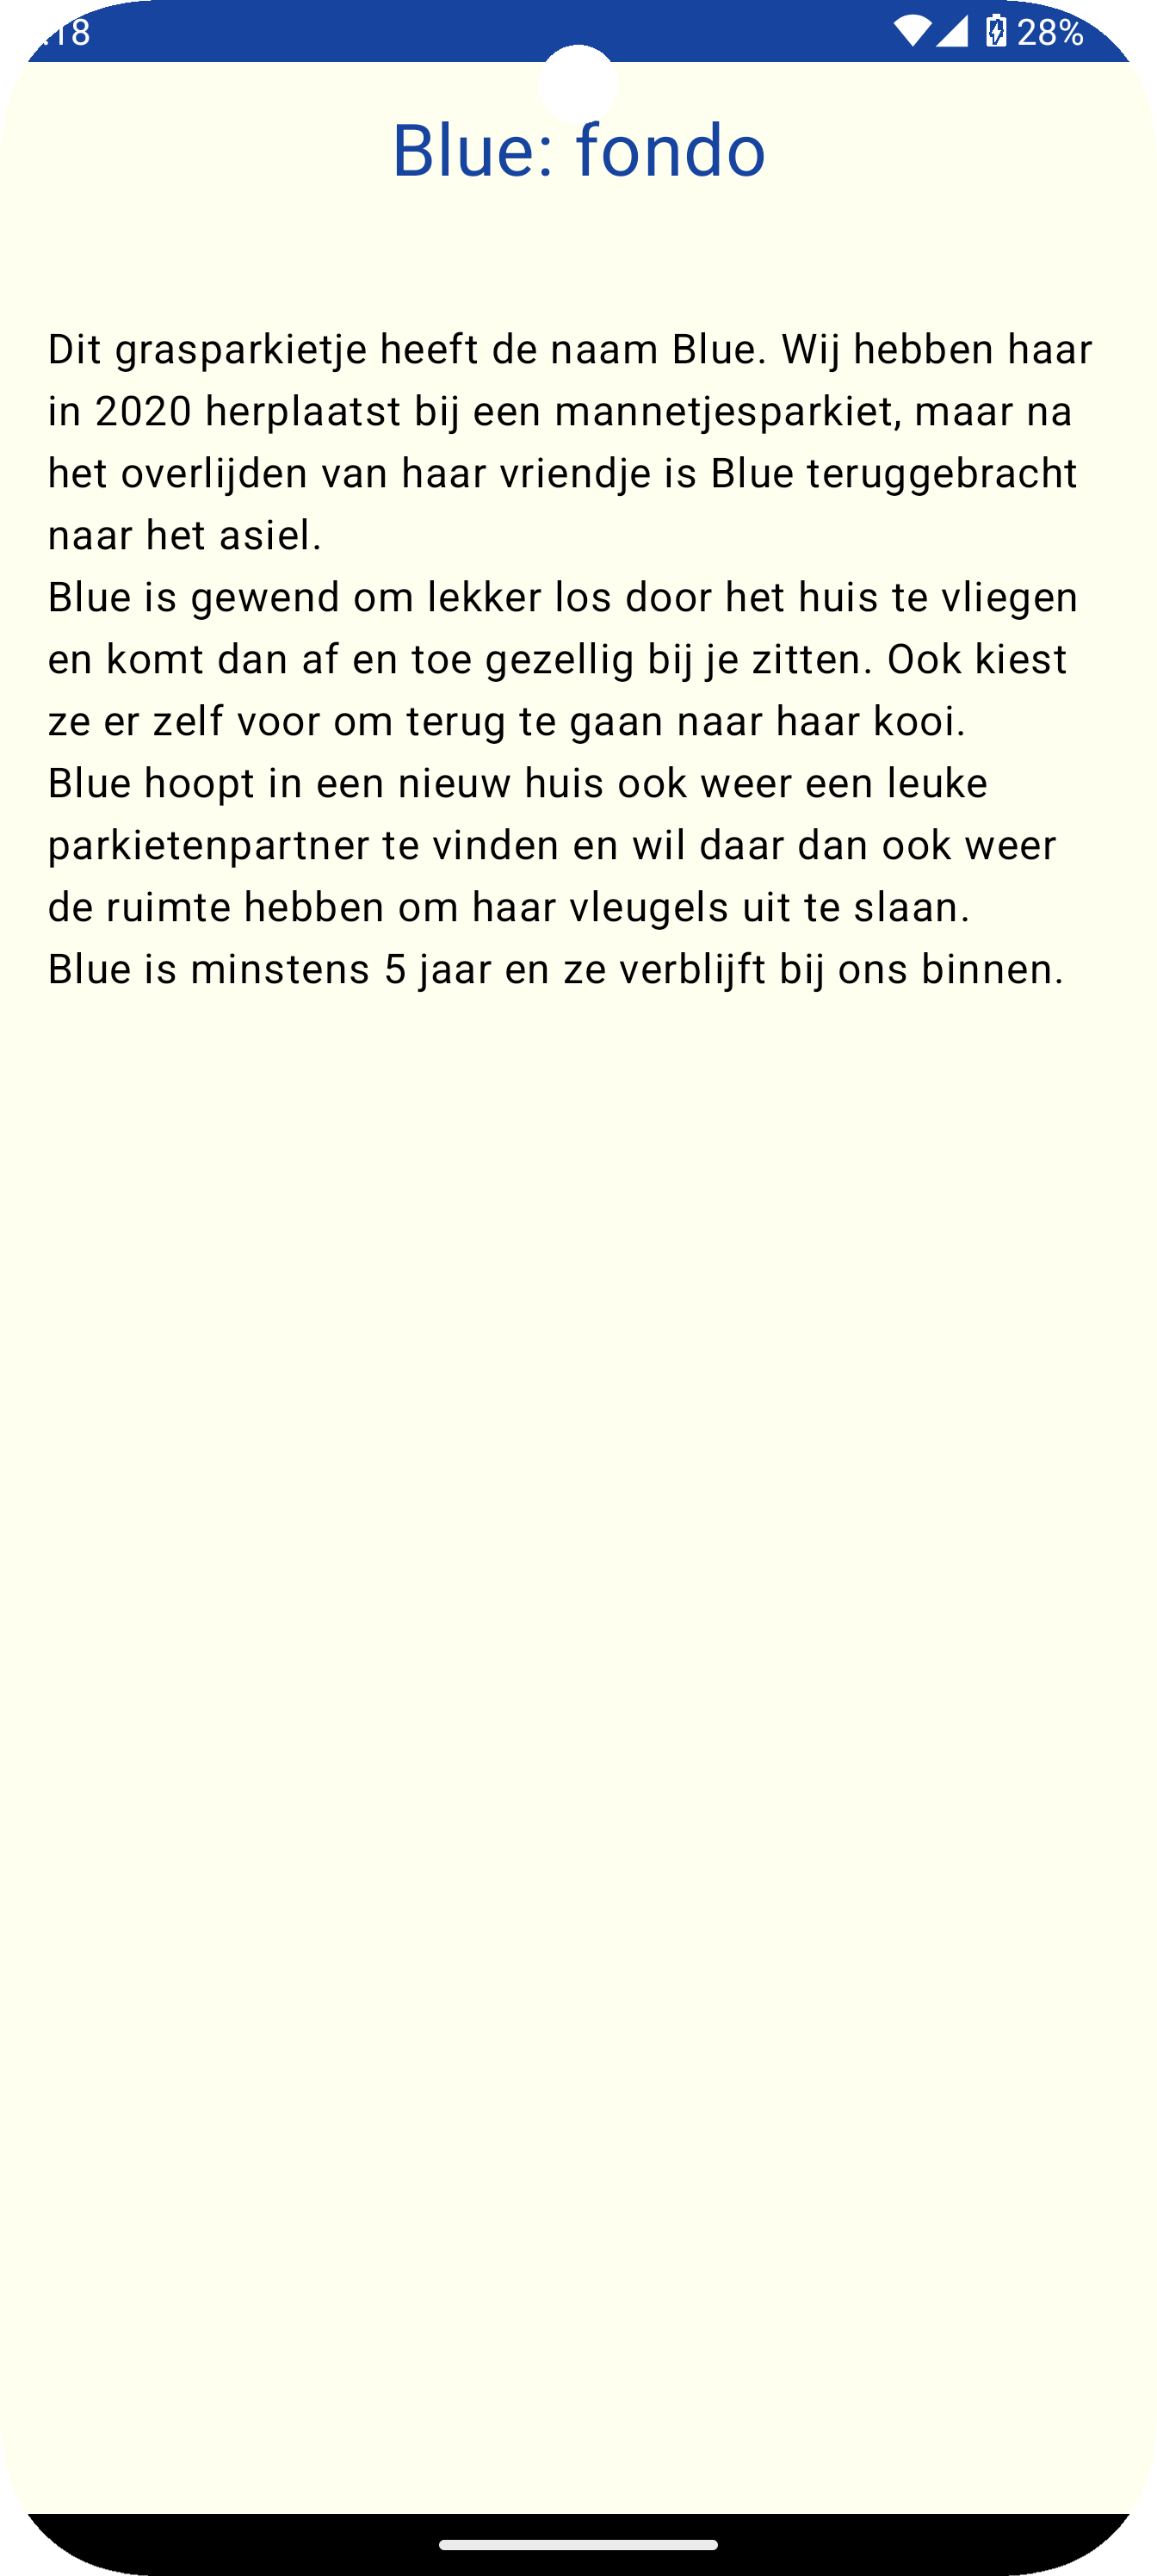 28%
Blue: fondo
Dit grasparkietje heeft de naam Blue. Wij hebben haar
in 2020 herplaatst bij een mannetjesparkiet, maar na
het overlijden van haar vriendje is Blue teruggebracht
naar het asiel.
Blue is gewend om lekker los door het huis te vliegen
en komt dan af en toe gezellig bij je zitten. Ook kiest
ze er zelf voor om terug te gaan naar haar kooi.
Blue hoopt in een nieuw huis ook weer een leuke
parkietenpartner te vinden en wil daar dan ook weer
de ruimte hebben om haar vleugels uit te slaan.
Blue is minstens 5 jaar en ze verblijft bij ons binnen.